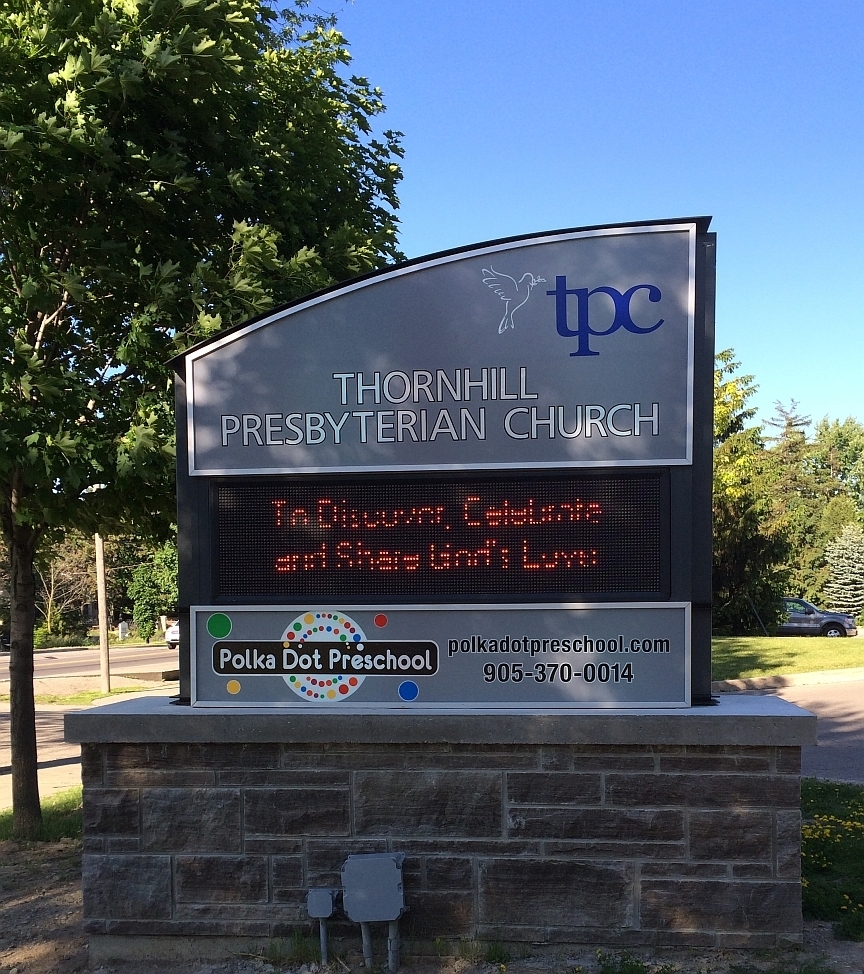 tpc
THORNHILL
PRESBYTERIAN CHURCH
To Discover, Celebrate
and Share God's Love
Polka Dot Preschool
polkadotpreschool.com
905-370-0014